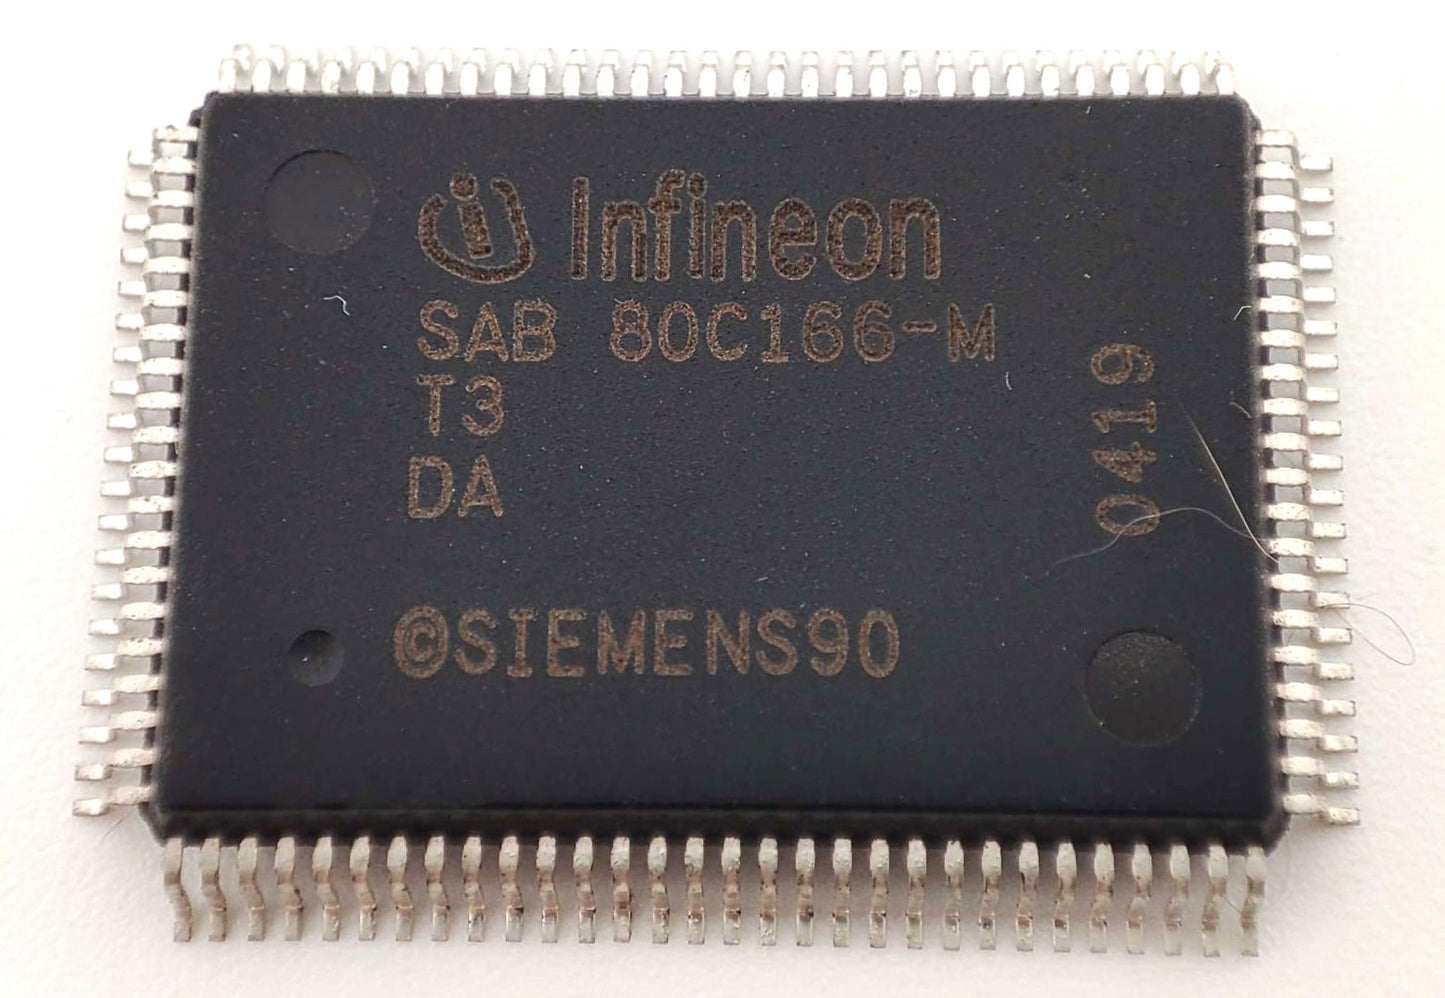 Infineon
SAB 80C166-M
T3
DA
0419
©SIEMENS90